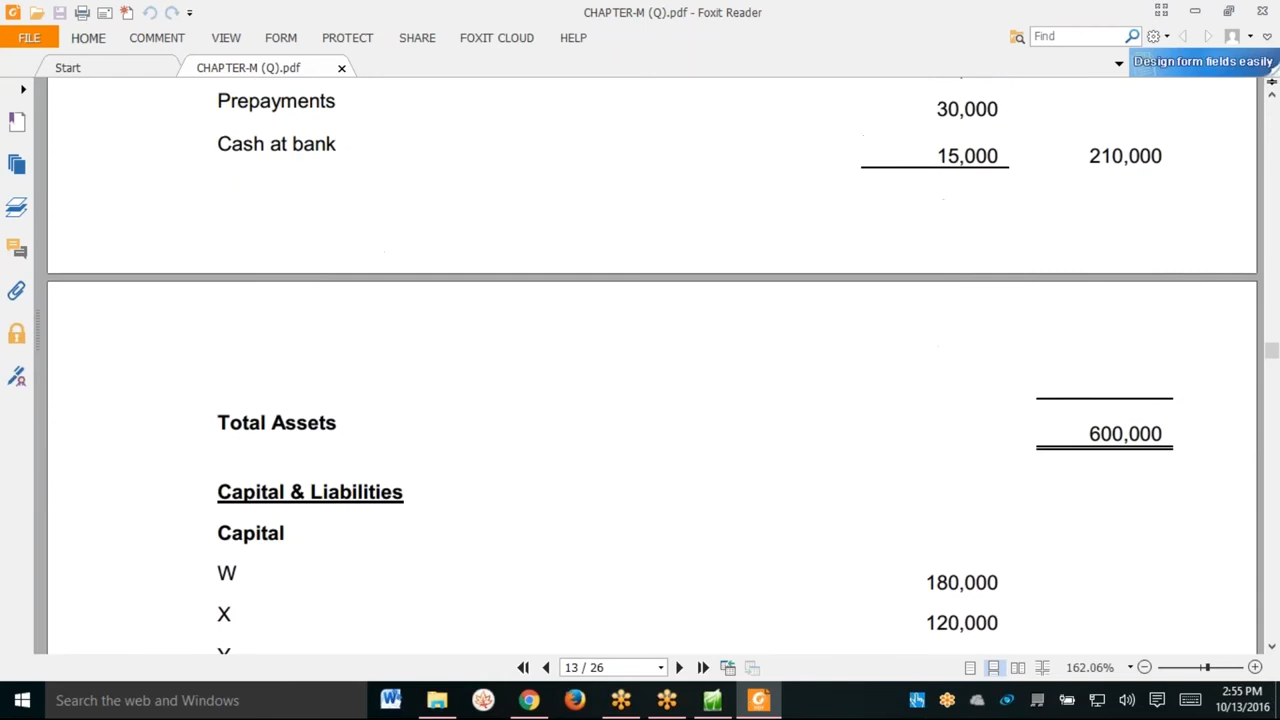 CHAPTER-M (Q).pdf - Foxit Reader
FILE HOME COMMENT VIEW FORM PROTECT SHARE FOXIT CLOUD HELP Find
Start CHAPTER-M (Q).pdf Design form fields easily
Prepayments 30,000
Cash at bank 15,000 210,000
Total Assets 600,000
Capital & Liabilities
Capital
W 180,000
X 120,000
13 / 26 162.06%
Search the web and Windows 2:55 PM
10/13/2016